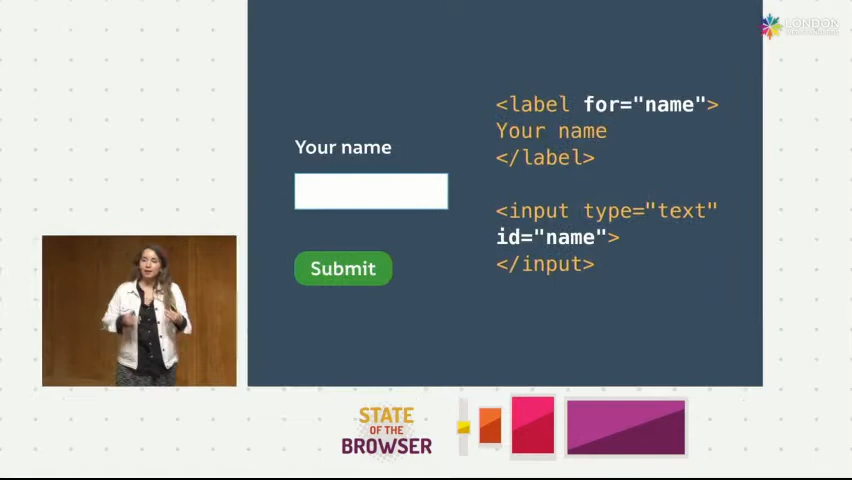 LONDON
Your name
Submit
<label for="name">
Your name
</label>
<input type="text"
id="name">
</input>
STATE
OF THE
BROWSER